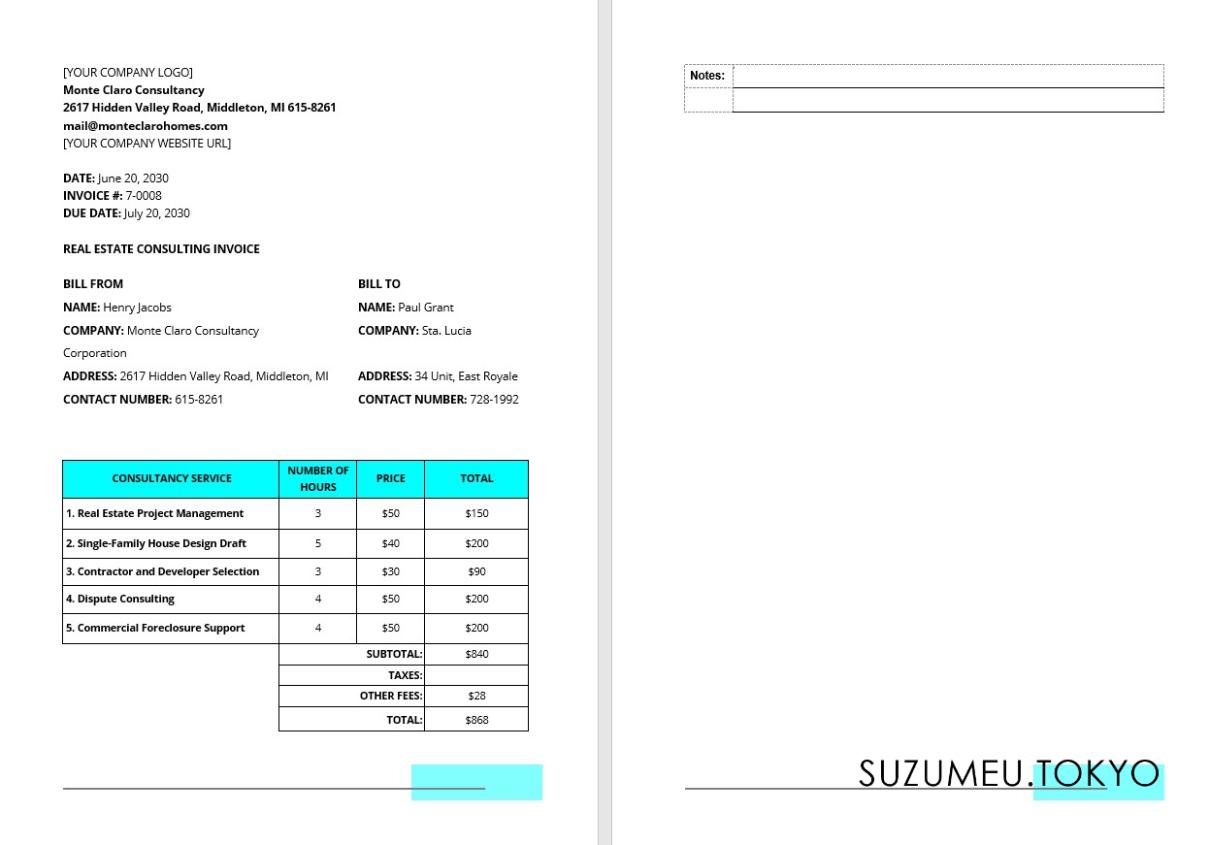 [YOUR COMPANY LOGO]
Monte Claro Consultancy
2617 Hidden Valley Road, Middleton, MI 615-8261
mail@monteclarohomes.com
[YOUR COMPANY WEBSITE URL]
DATE: June 20, 2030
INVOICE #: 7-0008
DUE DATE: July 20, 2030
REAL ESTATE CONSULTING INVOICE
BILL FROM
NAME: Henry Jacobs
COMPANY: Monte Claro Consultancy
Corporation
ADDRESS: 2617 Hidden Valley Road, Middleton, MI
CONTACT NUMBER: 615-8261
BILL TO
NAME: Paul Grant
COMPANY: Sta. Lucia
ADDRESS: 34 Unit, East Royale
CONTACT NUMBER: 728-1992
CONSULTANCY SERVICE NUMBER OF HOURS PRICE TOTAL
1. Real Estate Project Management 3 $50 $150
2. Single-Family House Design Draft 5 $40 $200
3. Contractor and Developer Selection 3 $30 $90
4. Dispute Consulting 4 $50 $200
5. Commercial Foreclosure Support 4 $50 $200
SUBTOTAL: $840
TAXES:
OTHER FEES: $28
TOTAL: $868
Notes:
SUZUMEU.TOKYO